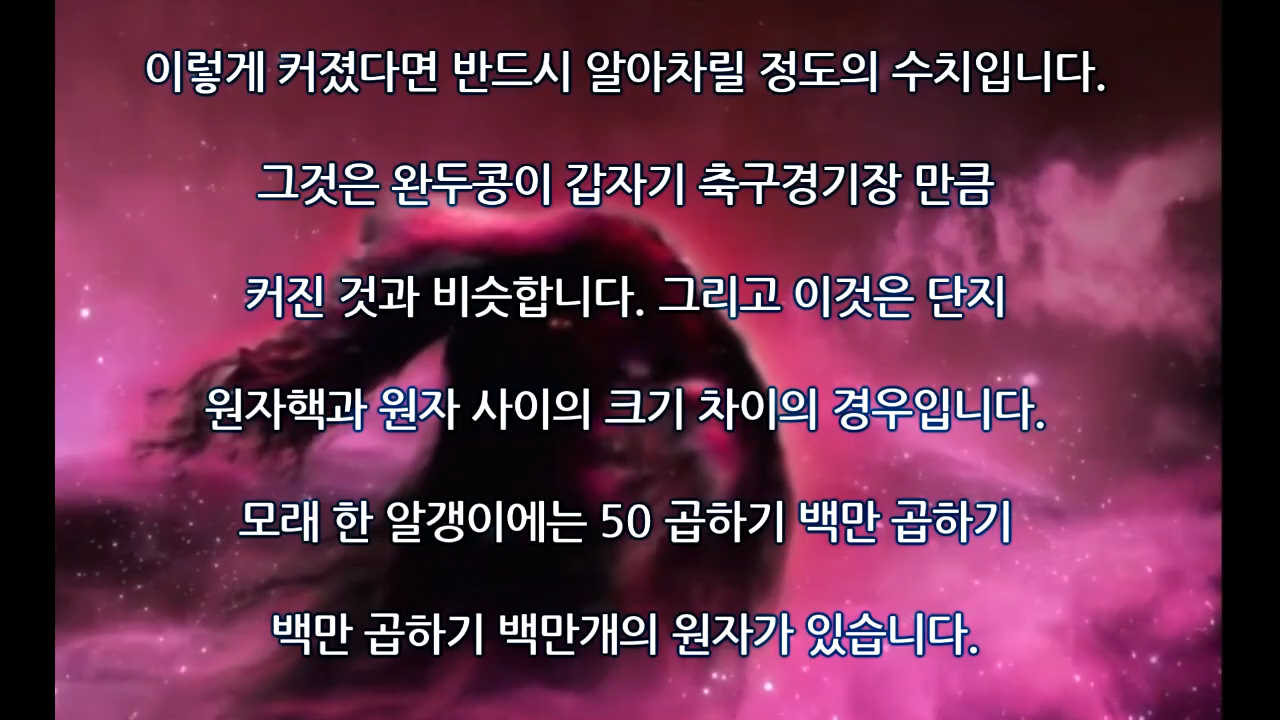 이렇게 커졌다면 반드시 알아차릴 정도의 수치입니다.
그것은 완두콩이 갑자기 축구경기장 만큼
커진 것과 비슷합니다. 그리고 이것은 단지
원자핵과 원자 사이의 크기 차이의 경우입니다.
모래 한 알갱이에는 50 곱하기 백만 곱하기
백만 곱하기 백만개의 원자가 있습니다.